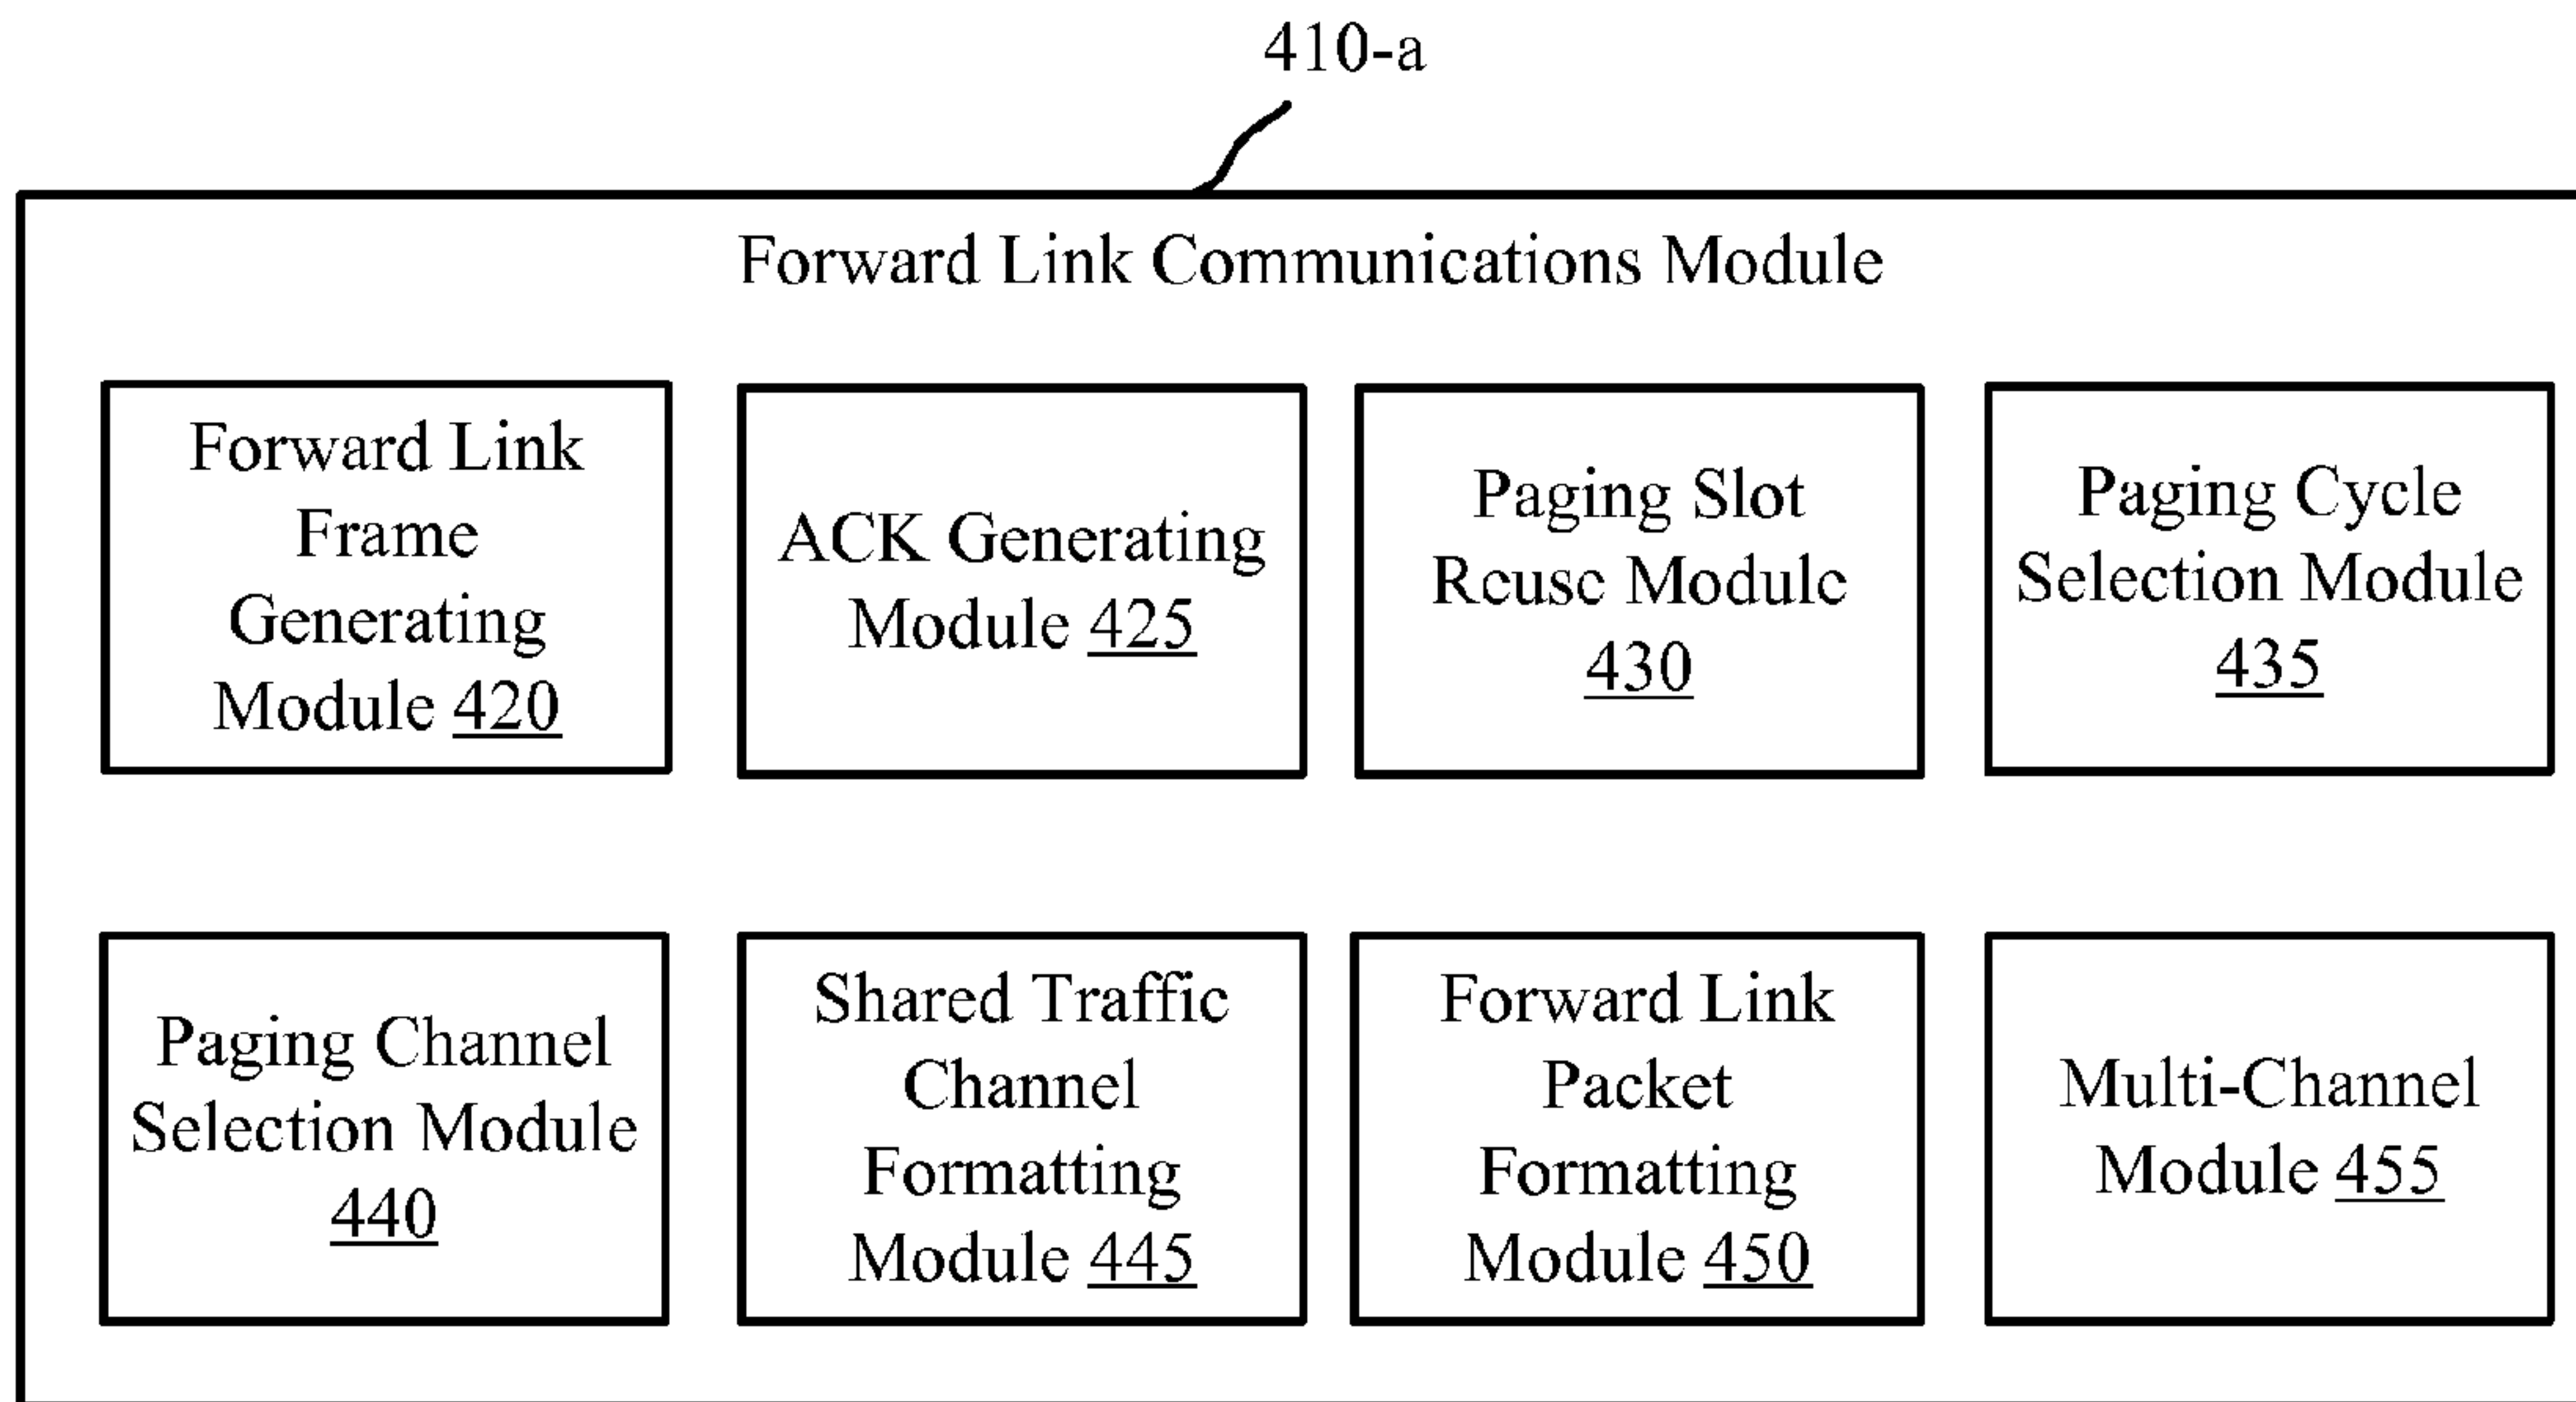 410-a
Forward Link Communications Module
Forward Link
Frame
Generating
Module 420
ACK Generating
Module 425
Paging Slot
Reuse Module
430
Paging Cycle
Selection Module
435
Paging Channel
Selection Module
440
Shared Traffic
Channel
Formatting
Module 445
Forward Link
Packet
Formatting
Module 450
Multi-Channel
Module 455